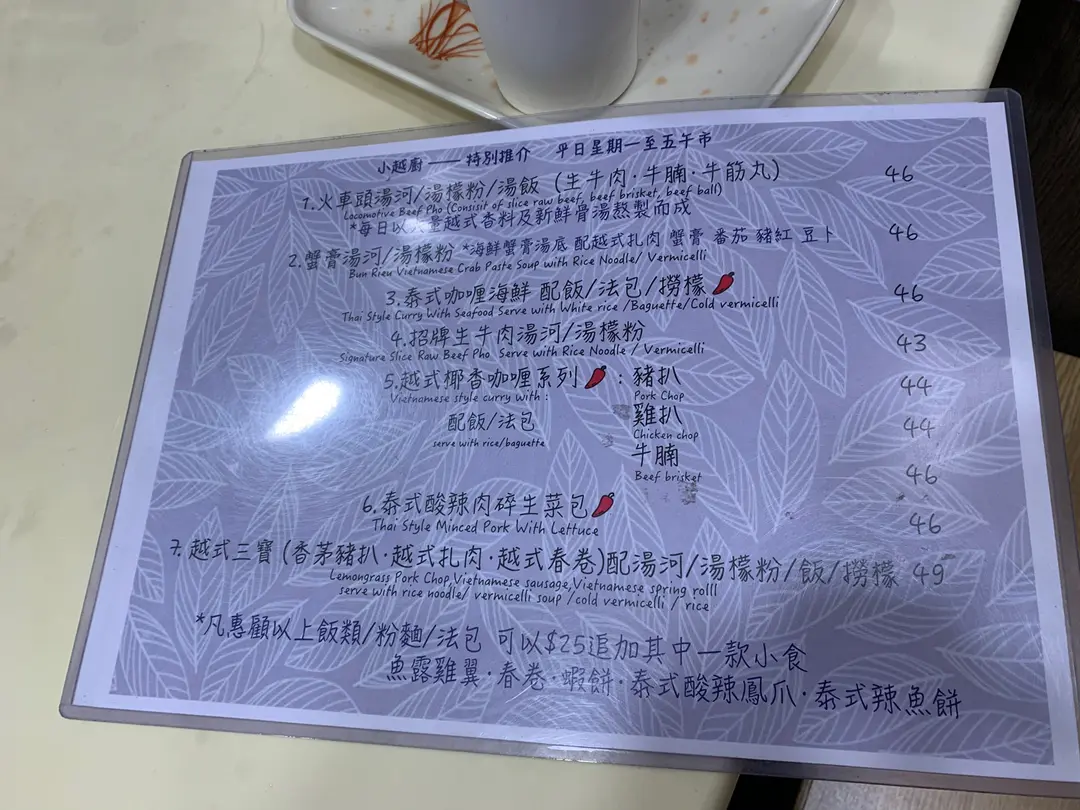 小越廚 —— 特別推介 平日星期一至五午市
1.火車頭湯河/湯檬粉/湯飯 (生牛肉·牛腩·牛筋丸) 46
Locomotive Beef Pho (Consisit of slice raw beef, beef brisket, beef ball)
*每日以大量越式香料及新鮮骨湯熬製而成
2.蟹膏湯河/湯檬粉 *海鮮蟹膏湯底 配越式扎肉 蟹膏 番茄 豬紅 豆卜 46
Bun Rieu Vietnamese Crab Paste Soup with Rice Noodle/ Vermicelli
3.泰式咖喱海鮮 配飯/法包/撈檬 46
Thai Style Curry With Seafood Serve with White rice /Baguette/Cold vermicelli
4.招牌生牛肉湯河/湯檬粉 43
Signature Slice Raw Beef Pho Serve with Rice Noodle / Vermicelli
5.越式椰香咖喱系列 : 豬扒 44
Vietnamese style curry with : Pork Chop
配飯/法包 雞扒 44
serve with rice/baguette Chicken chop
牛腩 46
Beef brisket
6.泰式酸辣肉碎生菜包 46
Thai Style Minced Pork With Lettuce
7.越式三寶 (香茅豬扒·越式扎肉·越式春卷)配湯河/湯檬粉/飯/撈檬 49
Lemongrass Pork Chop,Vietnamese sausage,Vietnamese spring rolll
serve with rice noodle/ vermicelli soup /cold vermicelli / rice
*凡惠顧以上飯類/粉麵/法包 可以$25追加其中一款小食
魚露雞翼·春卷·蝦餅·泰式酸辣鳳爪·泰式辣魚餅